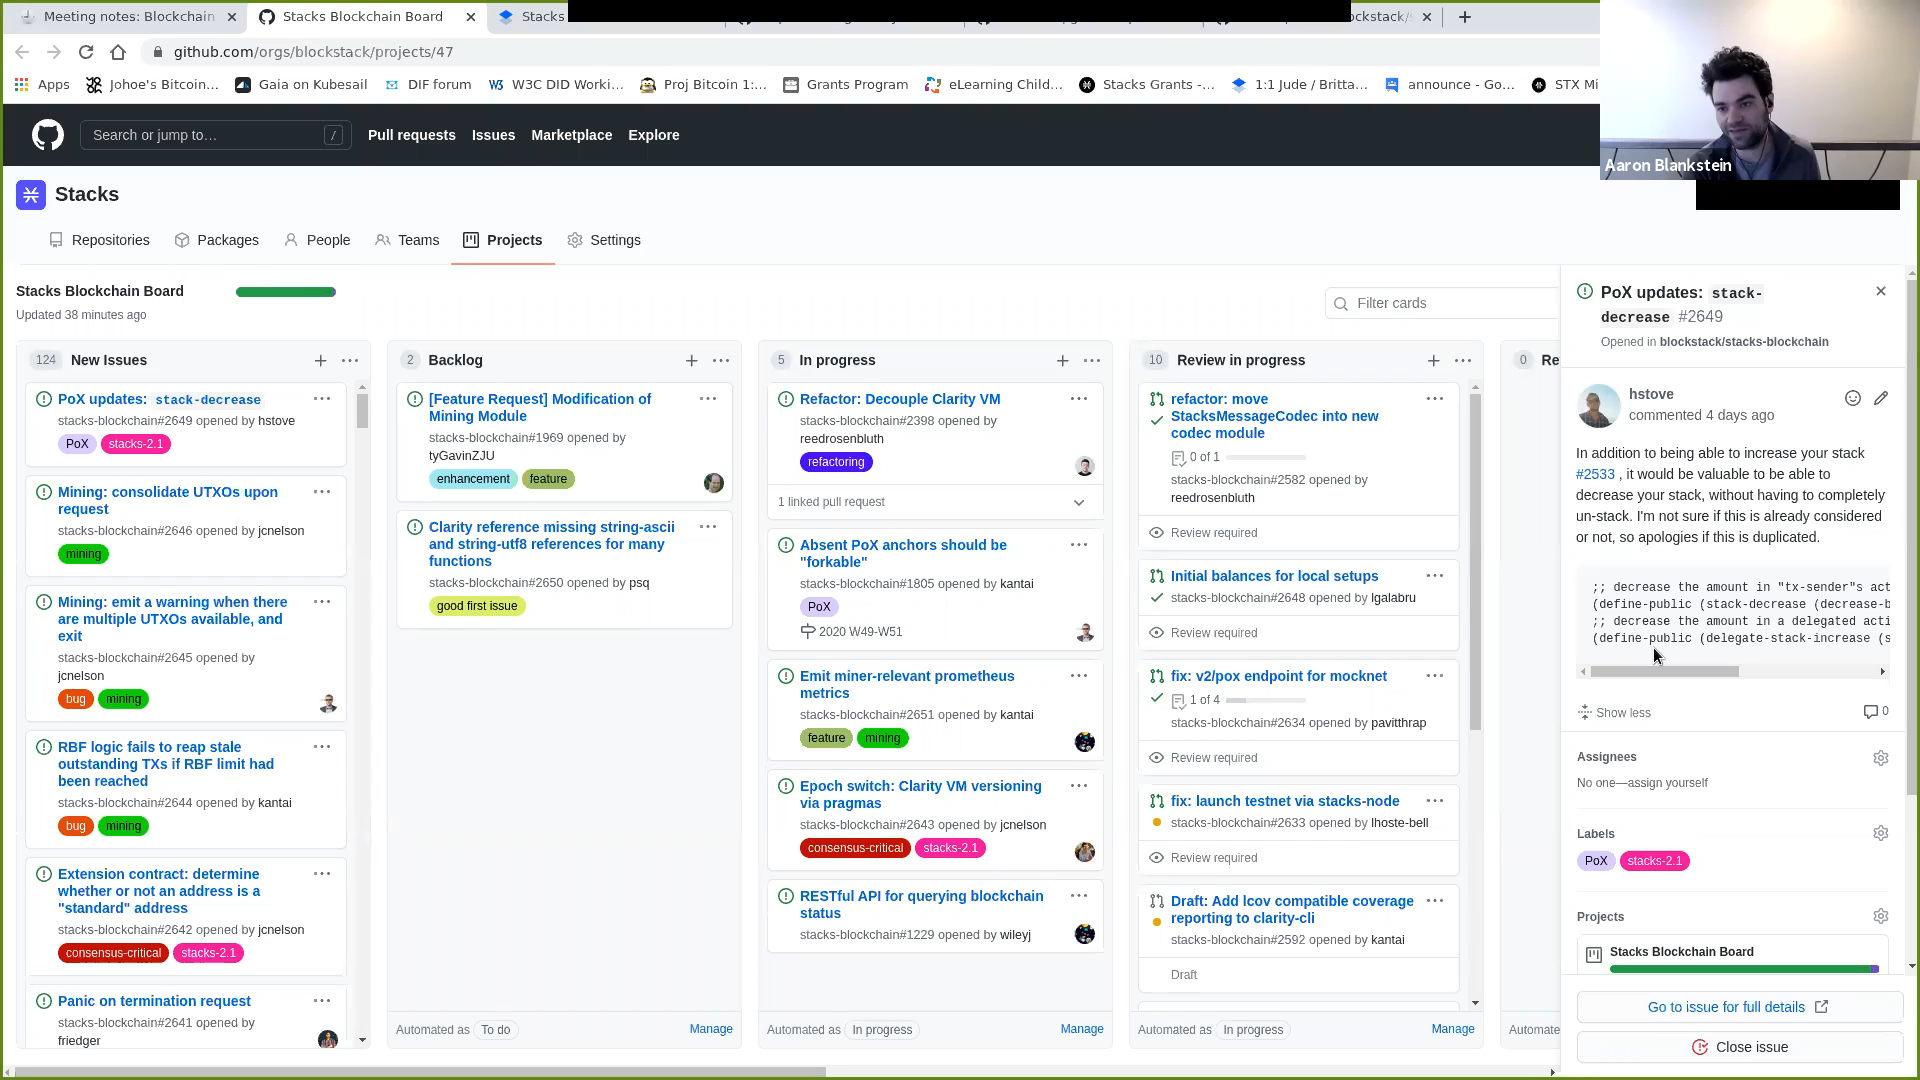 Meeting notes: Blockchain
Stacks Blockchain Board
Stacks
ockstack/
github.com/orgs/blockstack/projects/47
Apps
Johoe's Bitcoin...
Gaia on Kubesail
DIF forum
W3C DID Worki...
Proj Bitcoin 1:...
Grants Program
eLearning Child...
Stacks Grants -...
1:1 Jude / Britta...
announce - Go...
STX Mi
Aaron Blankstein
Search or jump to…
/
Pull requests
Issues
Marketplace
Explore
Stacks
Repositories
Packages
People
Teams
Projects
Settings
Stacks Blockchain Board
Updated 38 minutes ago
Filter cards
124 New Issues
PoX updates: stack-decrease
stacks-blockchain#2649 opened by hstove
PoX stacks-2.1
Mining: consolidate UTXOs upon
request
stacks-blockchain#2646 opened by jcnelson
mining
Mining: emit a warning when there
are multiple UTXOs available, and
exit
stacks-blockchain#2645 opened by
jcnelson
bug mining
RBF logic fails to reap stale
outstanding TXs if RBF limit had
been reached
stacks-blockchain#2644 opened by kantai
bug mining
Extension contract: determine
whether or not an address is a
"standard" address
stacks-blockchain#2642 opened by jcnelson
consensus-critical stacks-2.1
Panic on termination request
stacks-blockchain#2641 opened by
friedger
2 Backlog
[Feature Request] Modification of
Mining Module
stacks-blockchain#1969 opened by
tyGavinZJU
enhancement feature
Clarity reference missing string-ascii
and string-utf8 references for many
functions
stacks-blockchain#2650 opened by psq
good first issue
Automated as To do
Manage
5 In progress
Refactor: Decouple Clarity VM
stacks-blockchain#2398 opened by
reedrosenbluth
refactoring
1 linked pull request
Absent PoX anchors should be
"forkable"
stacks-blockchain#1805 opened by kantai
PoX
2020 W49-W51
Emit miner-relevant prometheus
metrics
stacks-blockchain#2651 opened by kantai
feature mining
Epoch switch: Clarity VM versioning
via pragmas
stacks-blockchain#2643 opened by jcnelson
consensus-critical stacks-2.1
RESTful API for querying blockchain
status
stacks-blockchain#1229 opened by wileyj
Automated as In progress
Manage
10 Review in progress
refactor: move
StacksMessageCodec into new
codec module
0 of 1
stacks-blockchain#2582 opened by
reedrosenbluth
Review required
Initial balances for local setups
stacks-blockchain#2648 opened by lgalabru
Review required
fix: v2/pox endpoint for mocknet
1 of 4
stacks-blockchain#2634 opened by pavitthrap
Review required
fix: launch testnet via stacks-node
stacks-blockchain#2633 opened by lhoste-bell
Review required
Draft: Add lcov compatible coverage
reporting to clarity-cli
stacks-blockchain#2592 opened by kantai
Draft
Automated as In progress
Manage
0 Re
Automate
PoX updates: stack-
decrease #2649
Opened in blockstack/stacks-blockchain
hstove
commented 4 days ago
In addition to being able to increase your stack
#2533 , it would be valuable to be able to
decrease your stack, without having to completely
un-stack. I'm not sure if this is already considered
or not, so apologies if this is duplicated.
;; decrease the amount in "tx-sender"s act
(define-public (stack-decrease (decrease-b
;; decrease the amount in a delegated acti
(define-public (delegate-stack-increase (s
Show less
0
Assignees
No one—assign yourself
Labels
PoX stacks-2.1
Projects
Stacks Blockchain Board
Go to issue for full details
Close issue